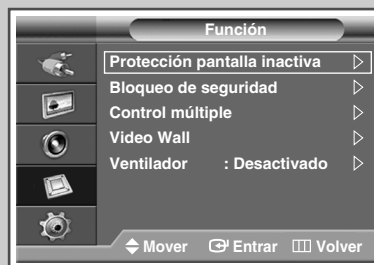 Función
Protección pantalla inactiva
Bloqueo de seguridad
Control múltiple
Video Wall
Ventilador : Desactivado
Mover Entrar Volver